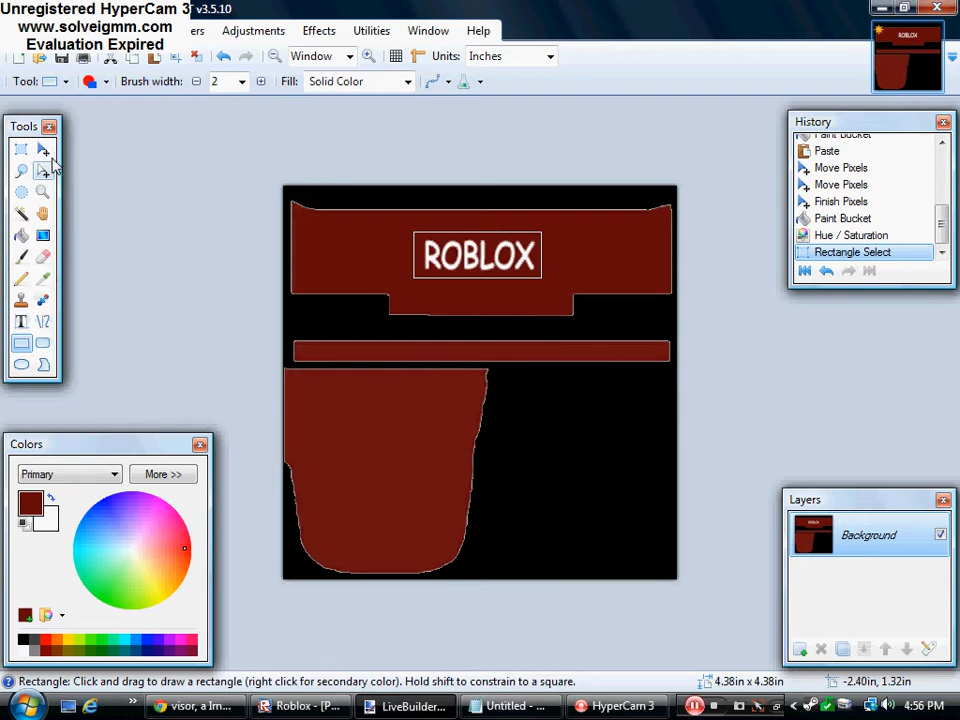 Unregistered HyperCam 3
www.solveigmm.com
Evaluation Expired
v3.5.10
ers Adjustments Effects Utilities Window Help
Window Units: Inches
Tool: Brush width: 2 Fill: Solid Color
Tools
History
Paint Bucket
Paste
Move Pixels
Move Pixels
Finish Pixels
Paint Bucket
Hue / Saturation
Rectangle Select
ROBLOX
ROBLOX
Colors
Primary
More >>
Layers
Background
ROBLOX
Rectangle: Click and drag to draw a rectangle (right click for secondary color). Hold shift to constrain to a square.
4.38in x 4.38in
-2.40in, 1.32in
visor, a Irn...
Roblox - [P...
LiveBuilder...
Untitled - ...
HyperCam 3
4:56 PM